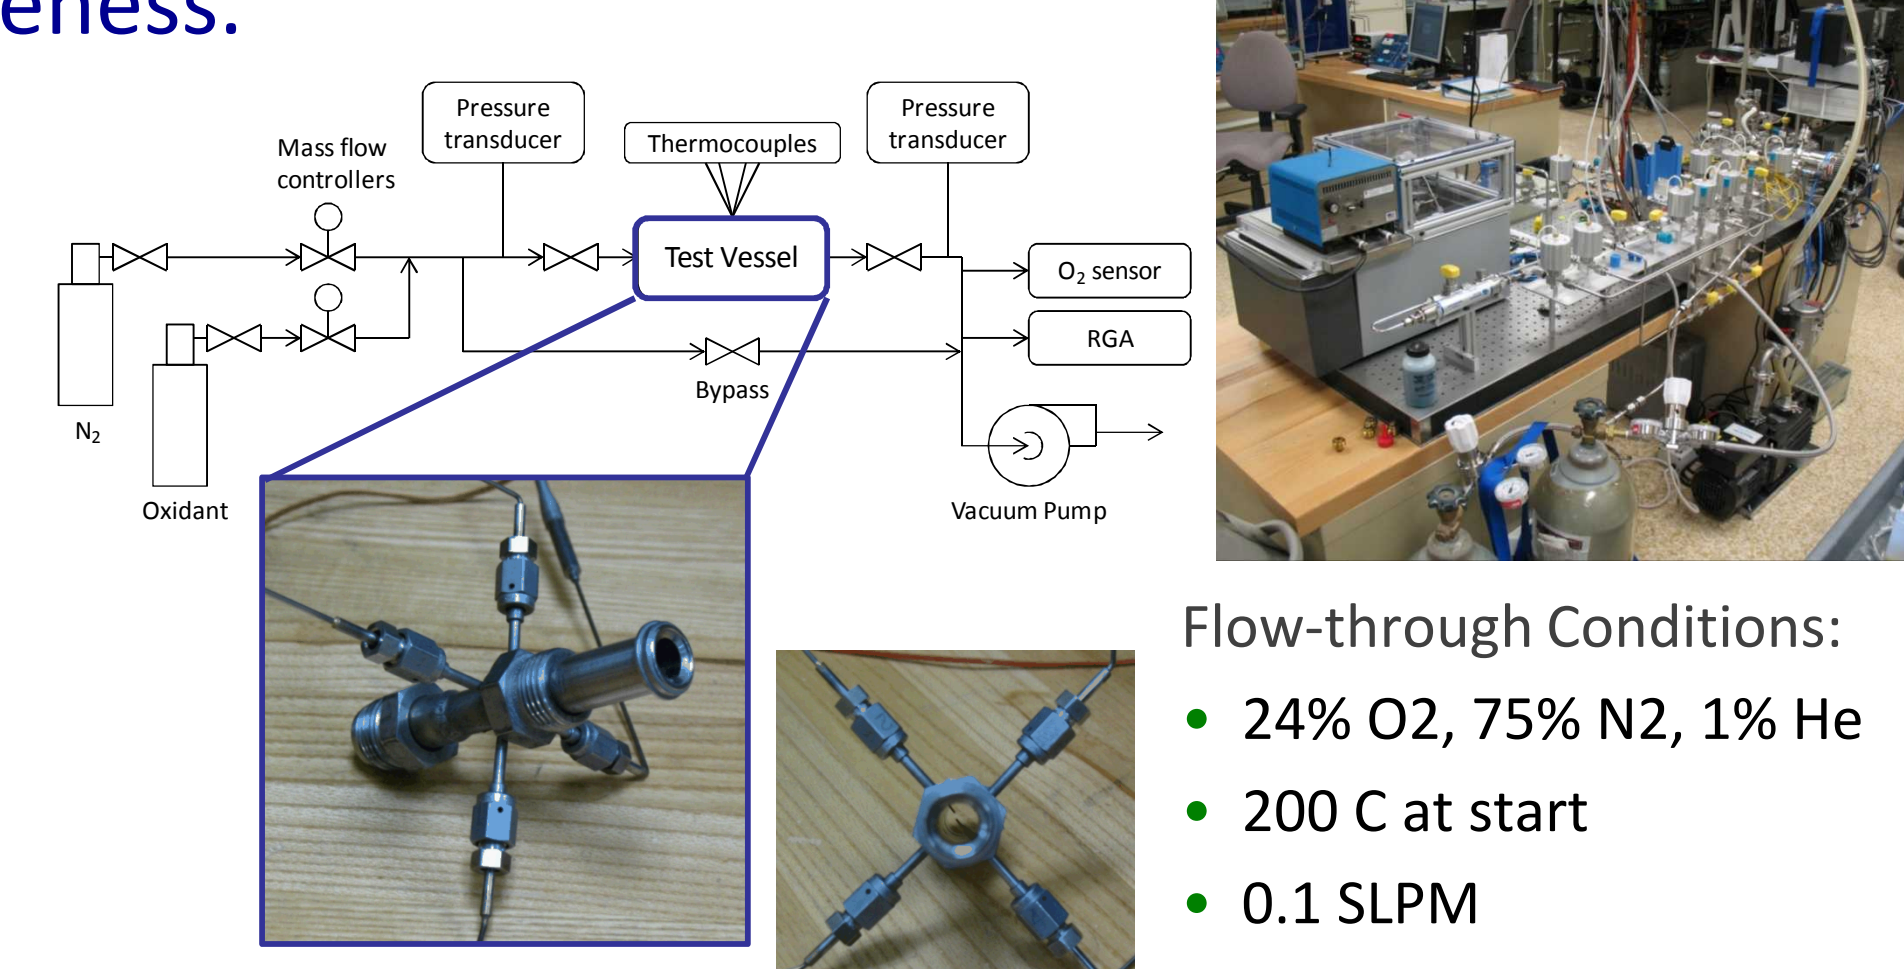 eness.
Pressure
transducer
Pressure
transducer
Thermocouples
Mass flow
controllers
Test Vessel
O₂ sensor
RGA
Bypass
N₂
Oxidant
Vacuum Pump
Flow-through Conditions:
• 24% O2, 75% N2, 1% He
• 200 C at start
• 0.1 SLPM